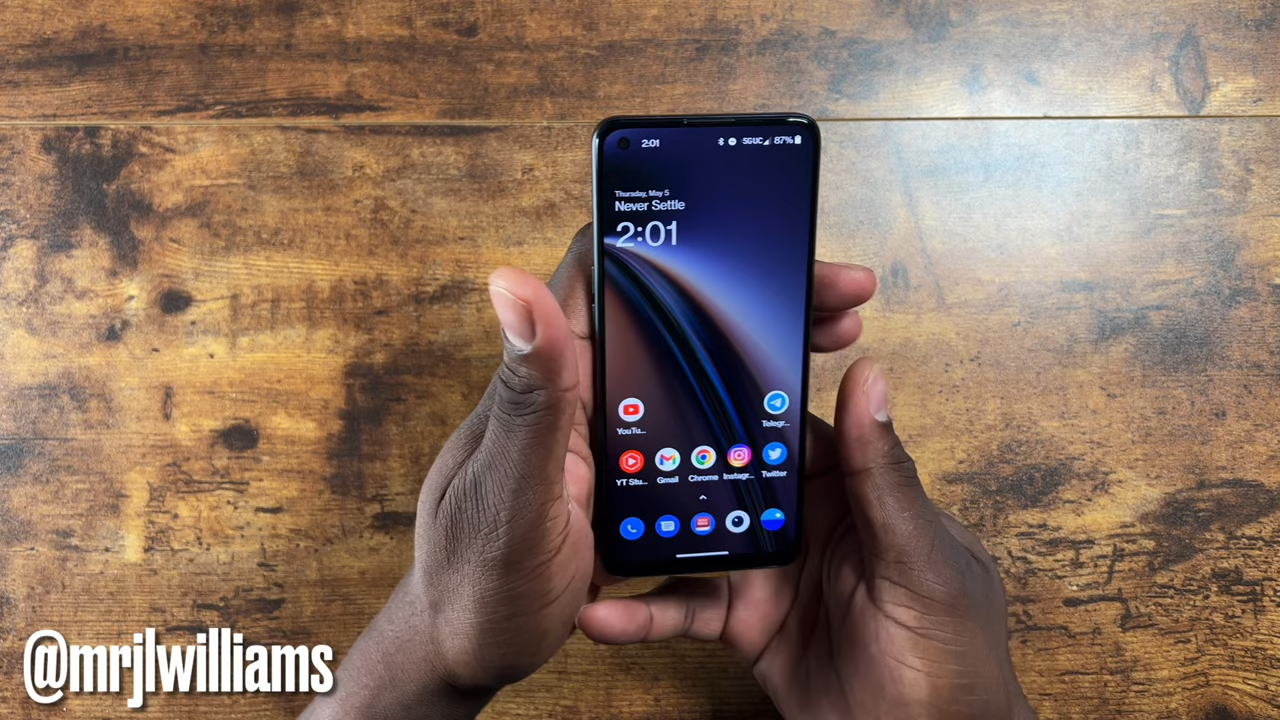 2:01
5GUC 87%
Thursday, May 5
Never Settle
2:01
YouTu...
Telegr...
YT Stu...
Gmail
Chrome
Instagr...
Twitter
@mrjlwilliams